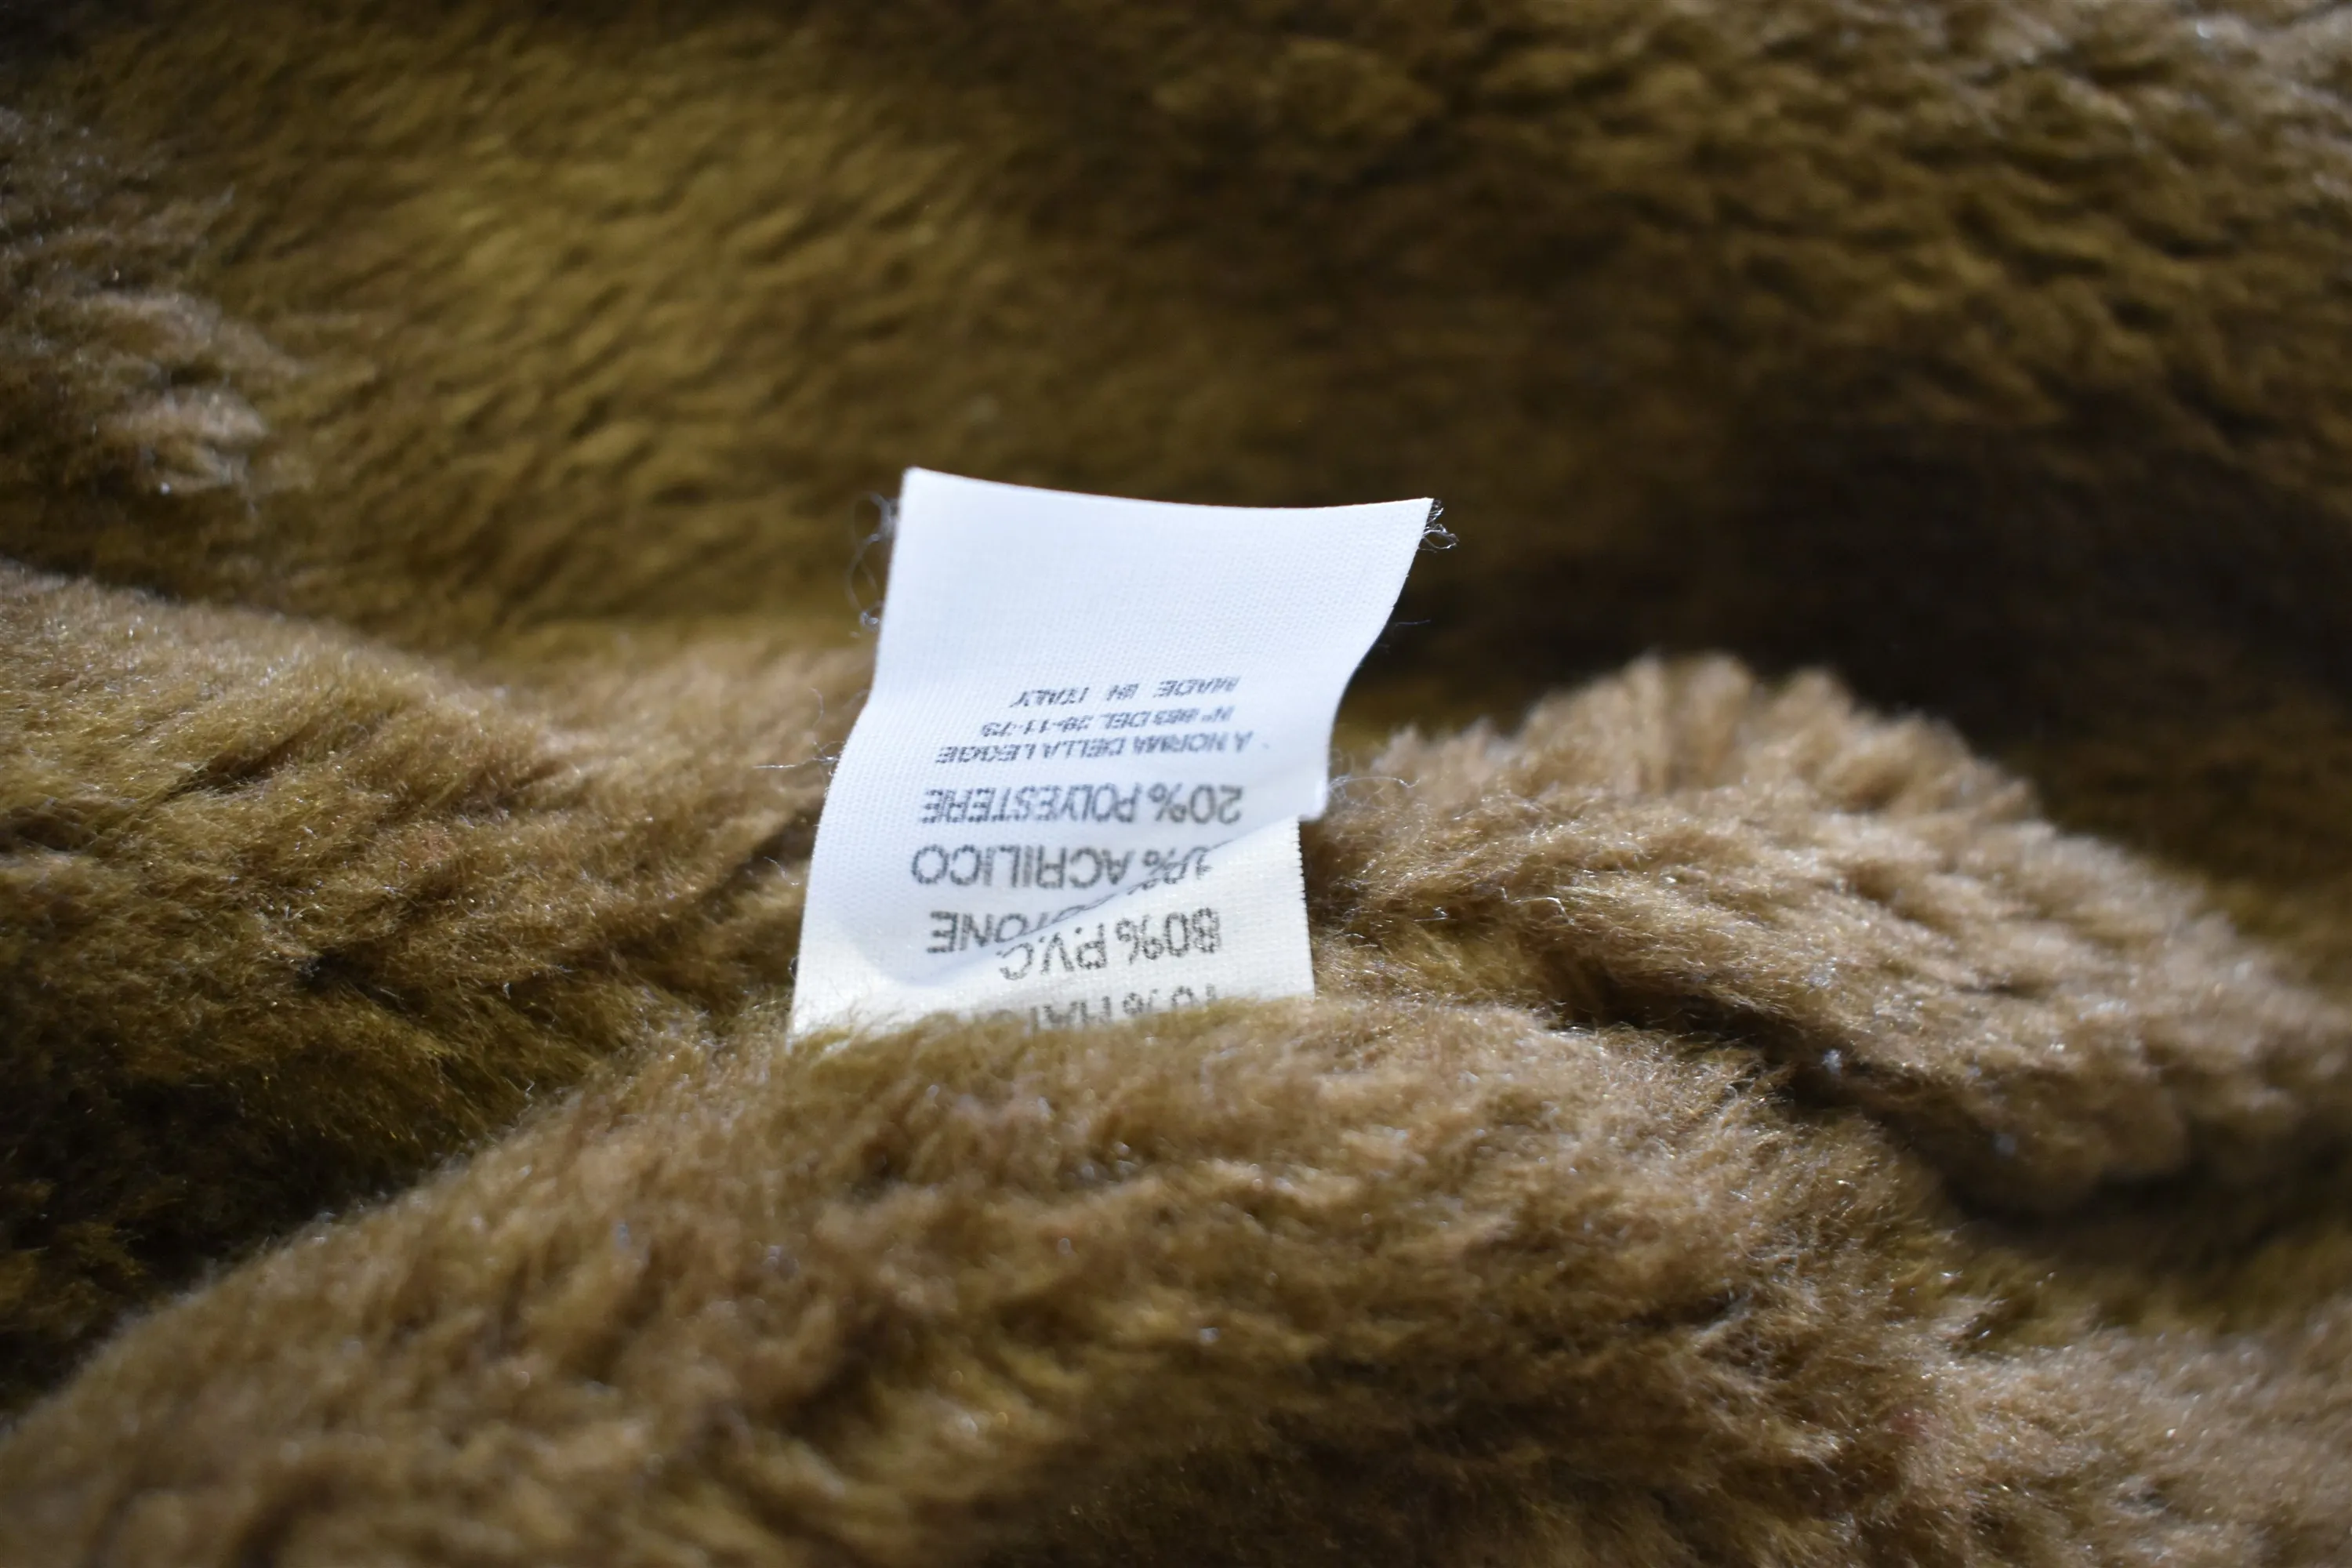 80% P.V.C.
% ACRILICO
20% POLYESTERE
A NORMA DELLA LEGGE
N° 883 DEL 26-11-73
MADE IN ITALY